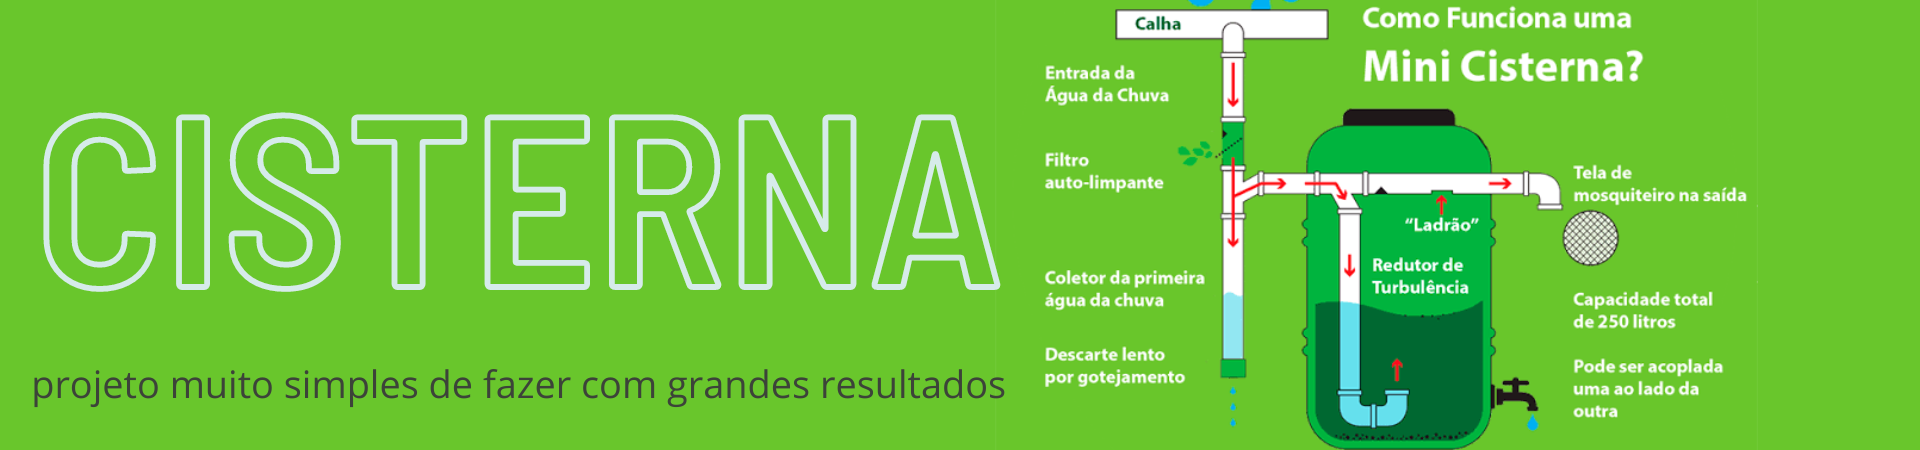 CISTERNA
projeto muito simples de fazer com grandes resultados
Como Funciona uma
Mini Cisterna?
Calha
Entrada da
Água da Chuva
Filtro
auto-limpante
Coletor da primeira
água da chuva
Descarte lento
por gotejamento
"Ladrão"
Redutor de
Turbulência
Tela de
mosquiteiro na saída
Capacidade total
de 250 litros
Pode ser acoplada
uma ao lado da
outra